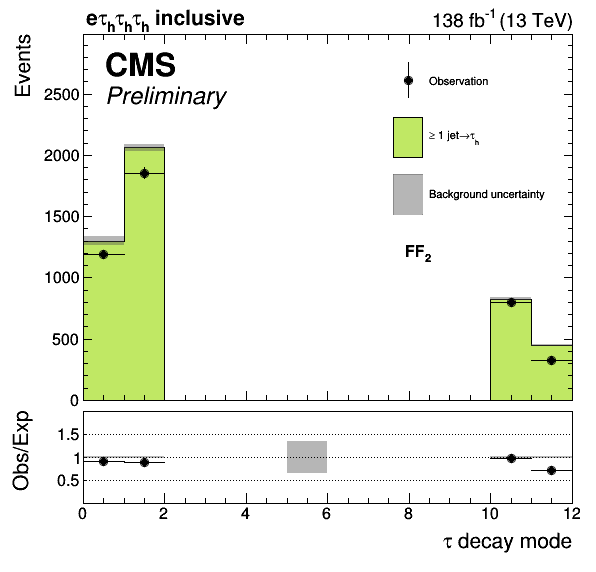 eτhτhτh inclusive 138 fb⁻¹ (13 TeV)
Events
CMS
Preliminary
Observation
≥ 1 jet→τh
Background uncertainty
FF₂
2500
2000
1500
1000
500
0
Obs/Exp
1.5
1
0.5
0 2 4 6 8 10 12
τ decay mode